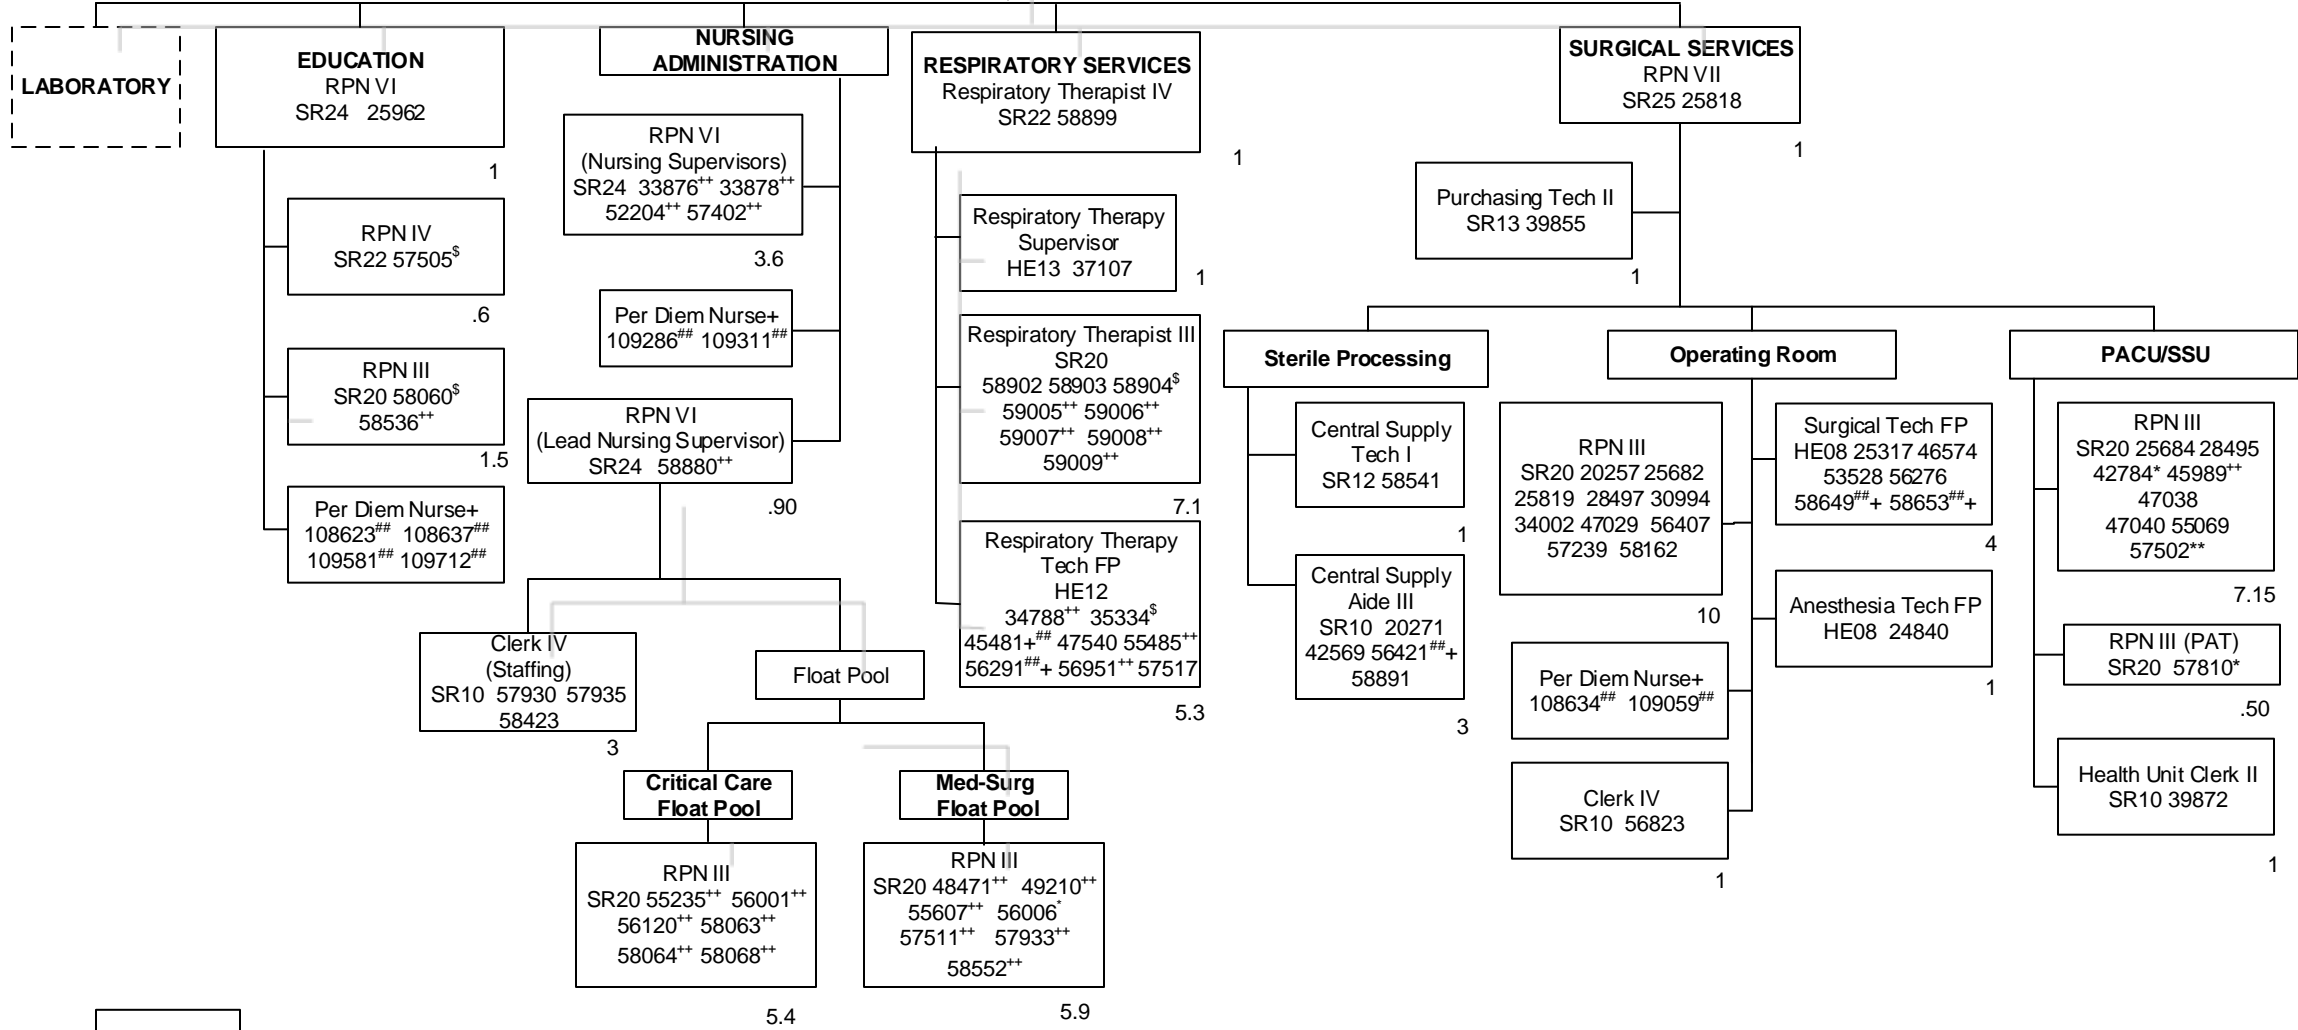 LABORATORY
EDUCATION
RPN VI
SR24 25962
1
RPN IV
SR22 57505$
.6
RPN III
SR20 58060$
58536++
1.5
Per Diem Nurse+
108623## 108637##
109581## 109712##
NURSING
ADMINISTRATION
RPN VI
(Nursing Supervisors)
SR24 33876++ 33878++
52204++ 57402++
3.6
Per Diem Nurse+
109286## 109311##
RPN VI
(Lead Nursing Supervisor)
SR24 58880++
.90
Clerk IV
(Staffing)
SR10 57930 57935
58423
3
Float Pool
Critical Care
Float Pool
RPN III
SR20 55235++ 56001++
56120++ 58063++
58064++ 58068++
5.4
Med-Surg
Float Pool
RPN III
SR20 48471++ 49210++
55607++ 56006*
57511++ 57933++
58552++
5.9
RESPIRATORY SERVICES
Respiratory Therapist IV
SR22 58899
1
Respiratory Therapy
Supervisor
HE13 37107
1
Respiratory Therapist III
SR20
58902 58903 58904$
59005++ 59006++
59007++ 59008++
59009++
7.1
Respiratory Therapy
Tech FP
HE12
34788++ 35334$
45481+## 47540 55485++
56291##+ 56951++ 57517
5.3
SURGICAL SERVICES
RPN VII
SR25 25818
1
Purchasing Tech II
SR13 39855
1
Sterile Processing
Central Supply
Tech I
SR12 58541
1
Central Supply
Aide III
SR10 20271
42569 56421##+
58891
3
Operating Room
RPN III
SR20 20257 25682
25819 28497 30994
34002 47029 56407
57239 58162
10
Surgical Tech FP
HE08 25317 46574
53528 56276
58649##+ 58653##+
4
Anesthesia Tech FP
HE08 24840
1
Per Diem Nurse+
108634## 109059##
Clerk IV
SR10 56823
1
PACU/SSU
RPN III
SR20 25684 28495
42784* 45989++
47038
47040 55069
57502**
7.15
RPN III (PAT)
SR20 57810*
.50
Health Unit Clerk II
SR10 39872
1